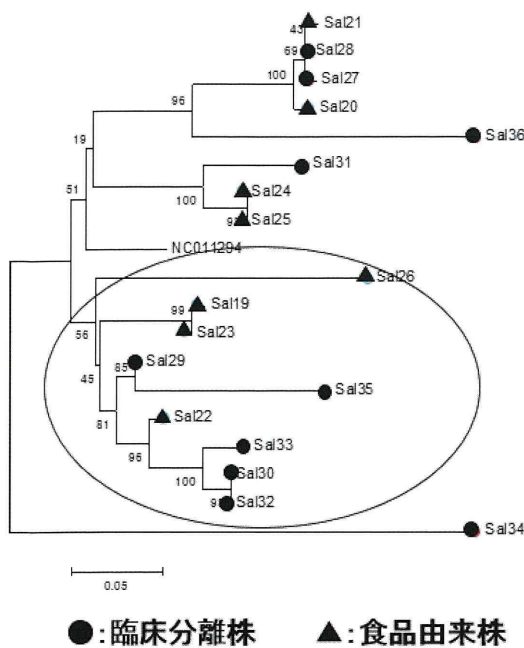 Sal21
43
Sal28
69
Sal27
100
Sal20
96
Sal36
19
Sal31
Sal24
51
100
Sal25
NC011294
Sal26
Sal19
99
56
Sal23
Sal29
85
45
Sal35
Sal22
81
Sal33
96
Sal30
100
Sal32
Sal34
0.05
●:臨床分離株 ▲:食品由来株